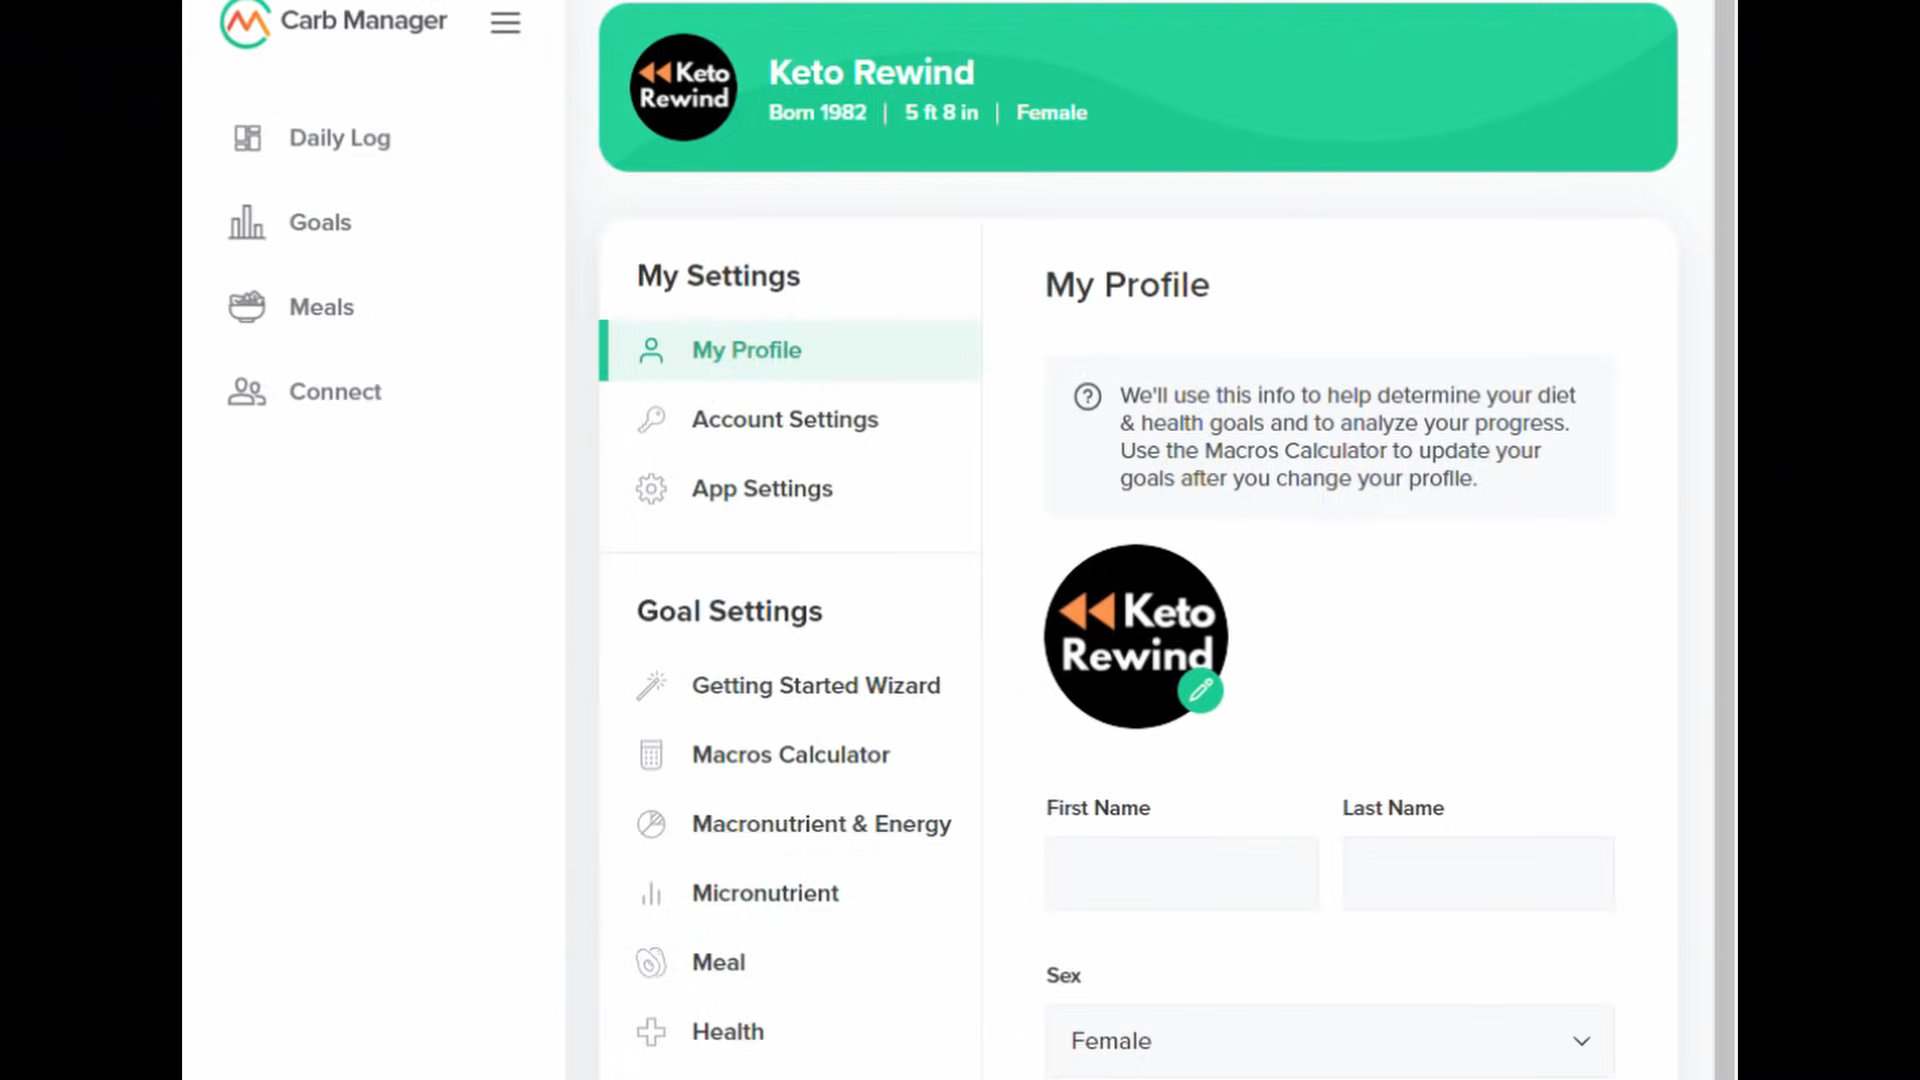 Carb Manager
Daily Log
Goals
Meals
Connect
Keto
Rewind
Keto Rewind
Born 1982 | 5 ft 8 in | Female
My Settings
My Profile
Account Settings
App Settings
Goal Settings
Getting Started Wizard
Macros Calculator
Macronutrient & Energy
Micronutrient
Meal
Health
My Profile
We'll use this info to help determine your diet
& health goals and to analyze your progress.
Use the Macros Calculator to update your
goals after you change your profile.
Keto
Rewind
First Name
Last Name
Sex
Female